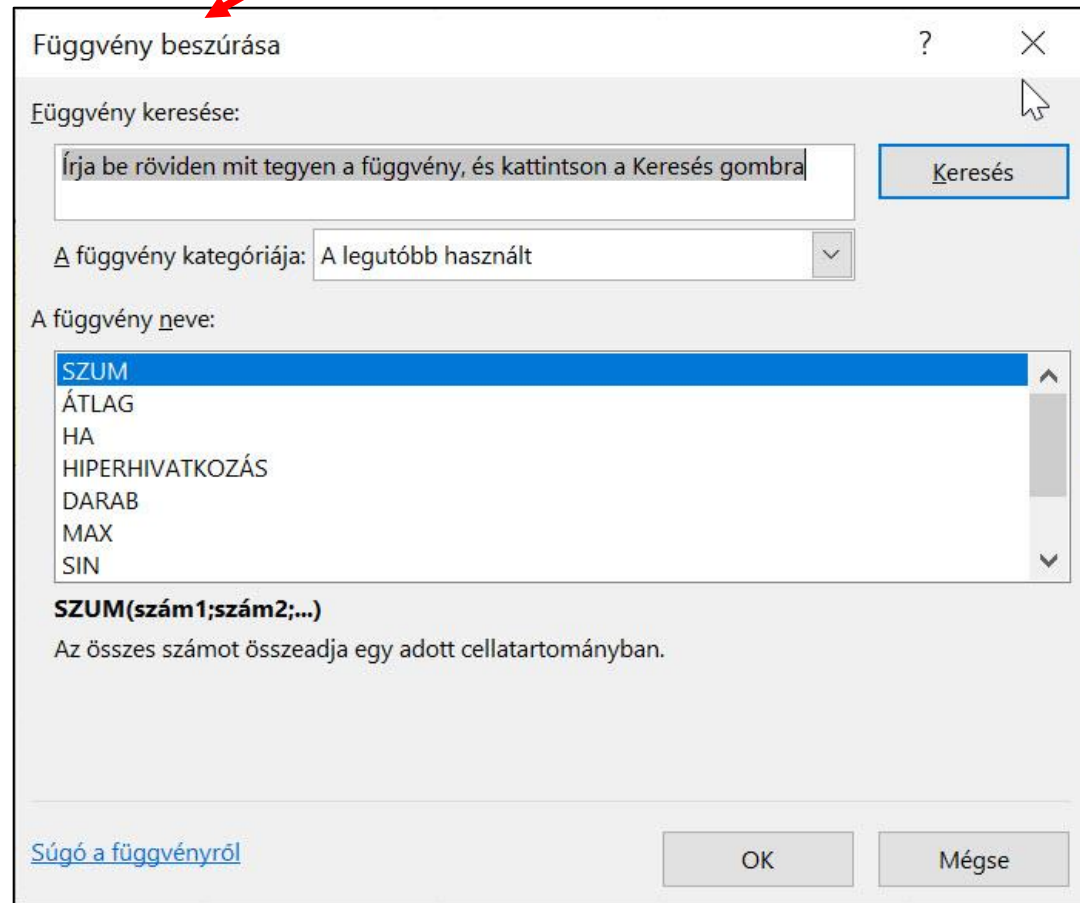 Függvény beszúrása
?
Függvény keresése:
Írja be röviden mit tegyen a függvény, és kattintson a Keresés gombra
Keresés
A függvény kategóriája: A legutóbb használt
A függvény neve:
SZUM
ÁTLAG
HA
HIPERHIVATKOZÁS
DARAB
MAX
SIN
SZUM(szám1;szám2;...)
Az összes számot összeadja egy adott cellatartományban.
Súgó a függvényről
OK
Mégse